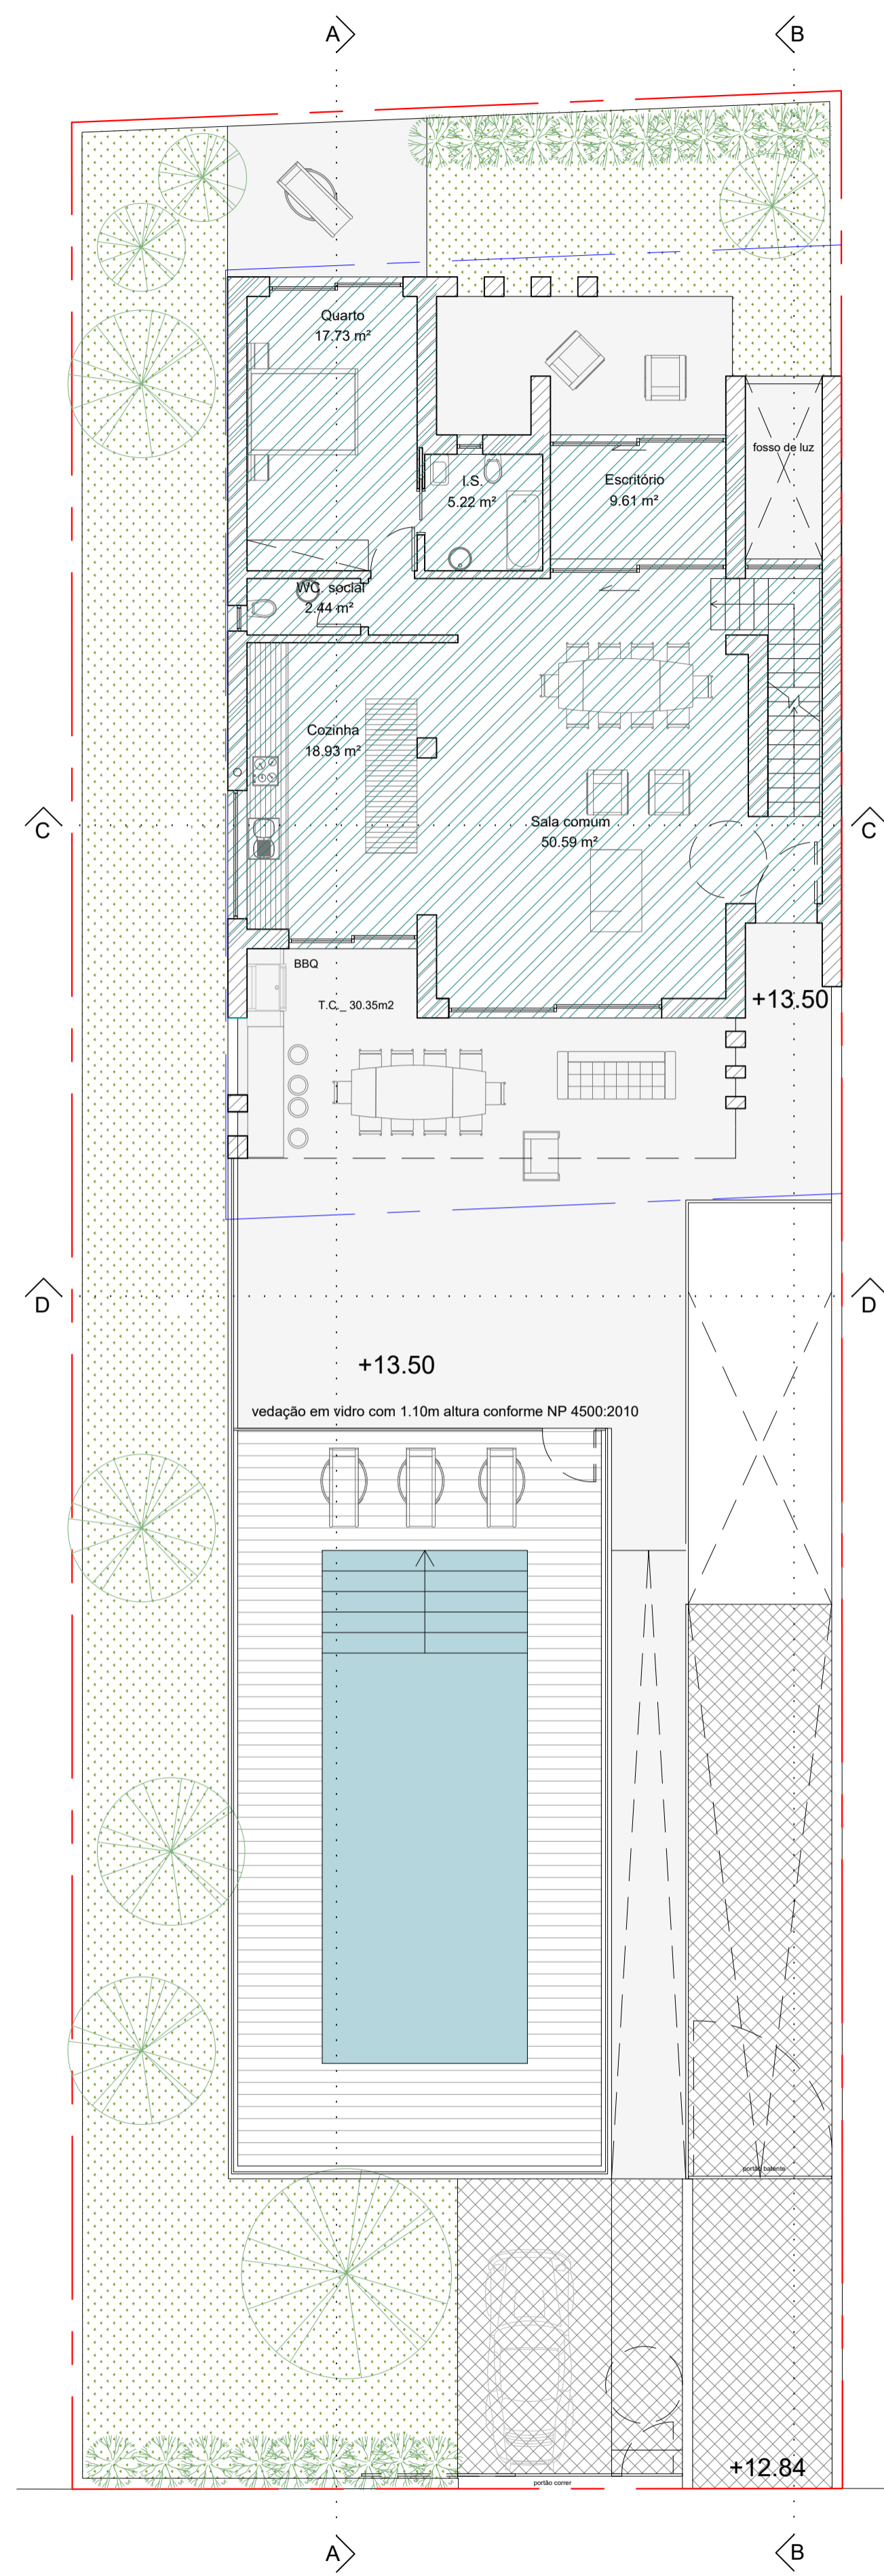 A
B
Quarto
17.73 m²
fosso de luz
I.S.
5.22 m²
Escritório
9.61 m²
WC. social
2.44 m²
Cozinha
18.93 m²
Sala comum
50.59 m²
C
C
BBQ
T.C._ 30.35m2
+13.50
D
D
+13.50
vedação em vidro com 1.10m altura conforme NP 4500:2010
portão batente
+12.84
portão correr
A
B